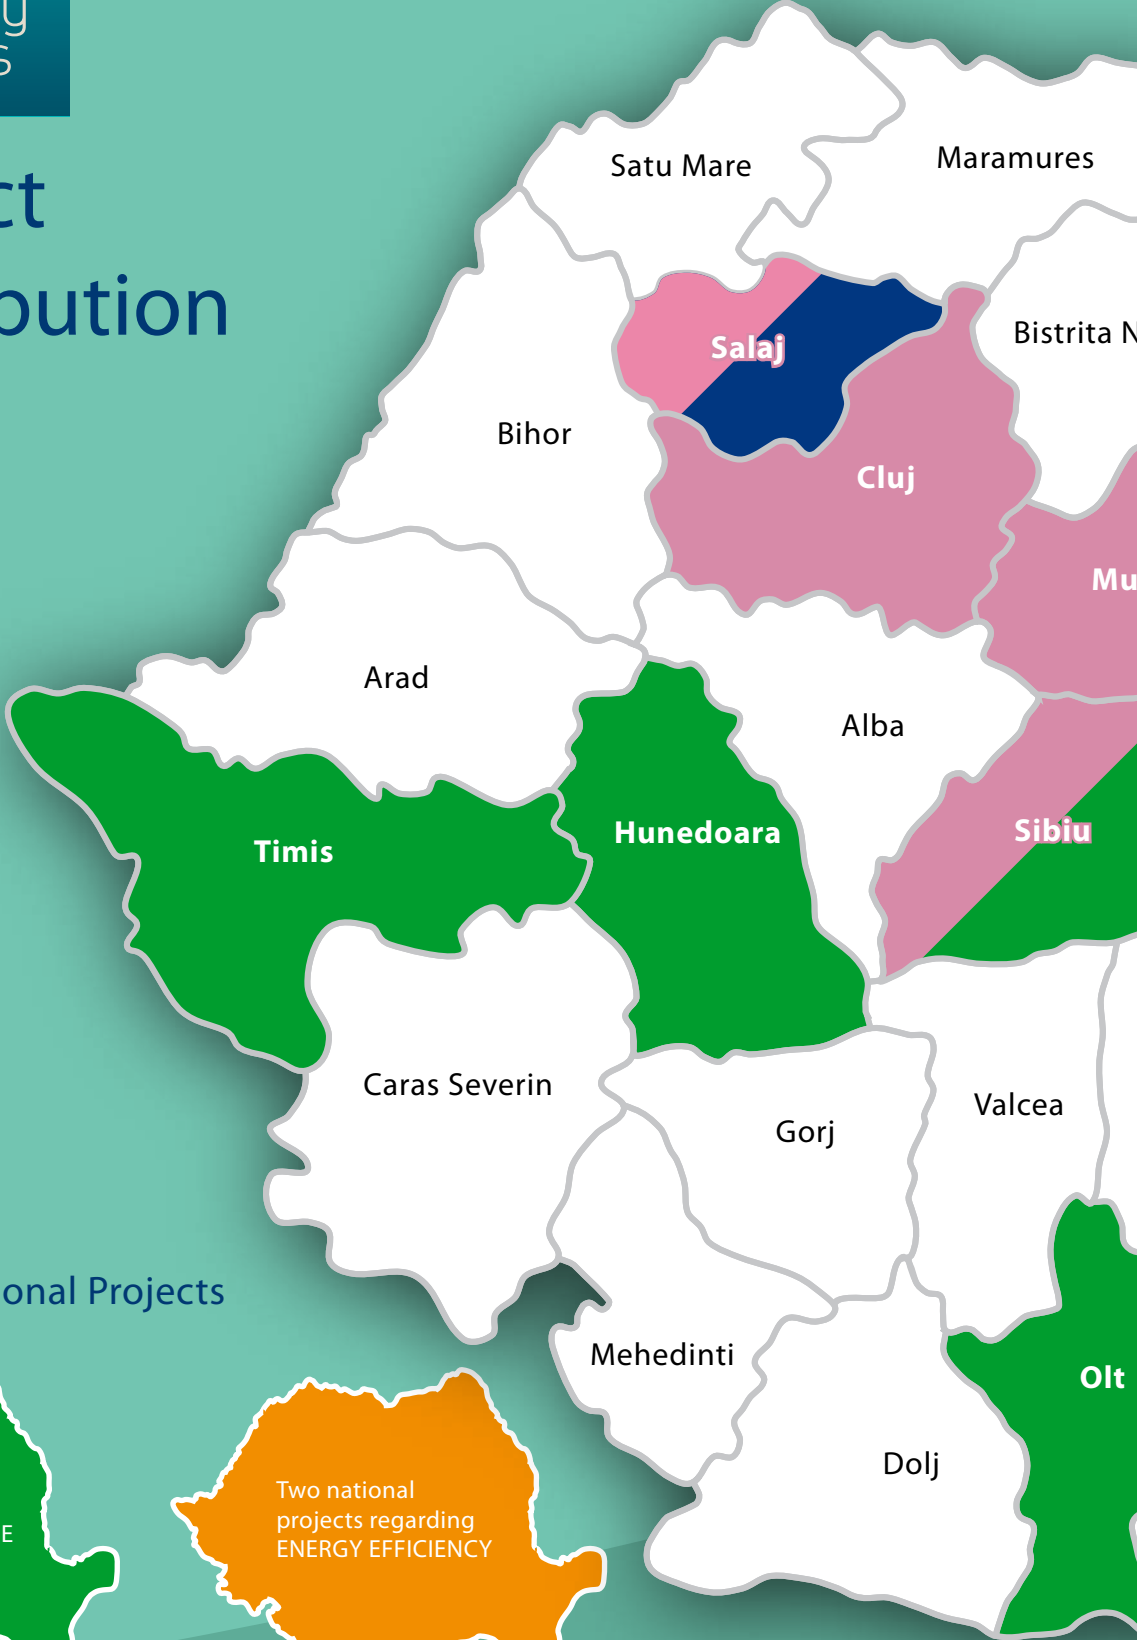 y
s
ct
bution
Satu Mare
Maramures
Bistrita N
Salaj
Bihor
Cluj
Mu
Arad
Alba
Timis
Hunedoara
Sibiu
Caras Severin
Gorj
Valcea
onal Projects
Mehedinti
Olt
Dolj
Two national
projects regarding
ENERGY EFFICIENCY
E